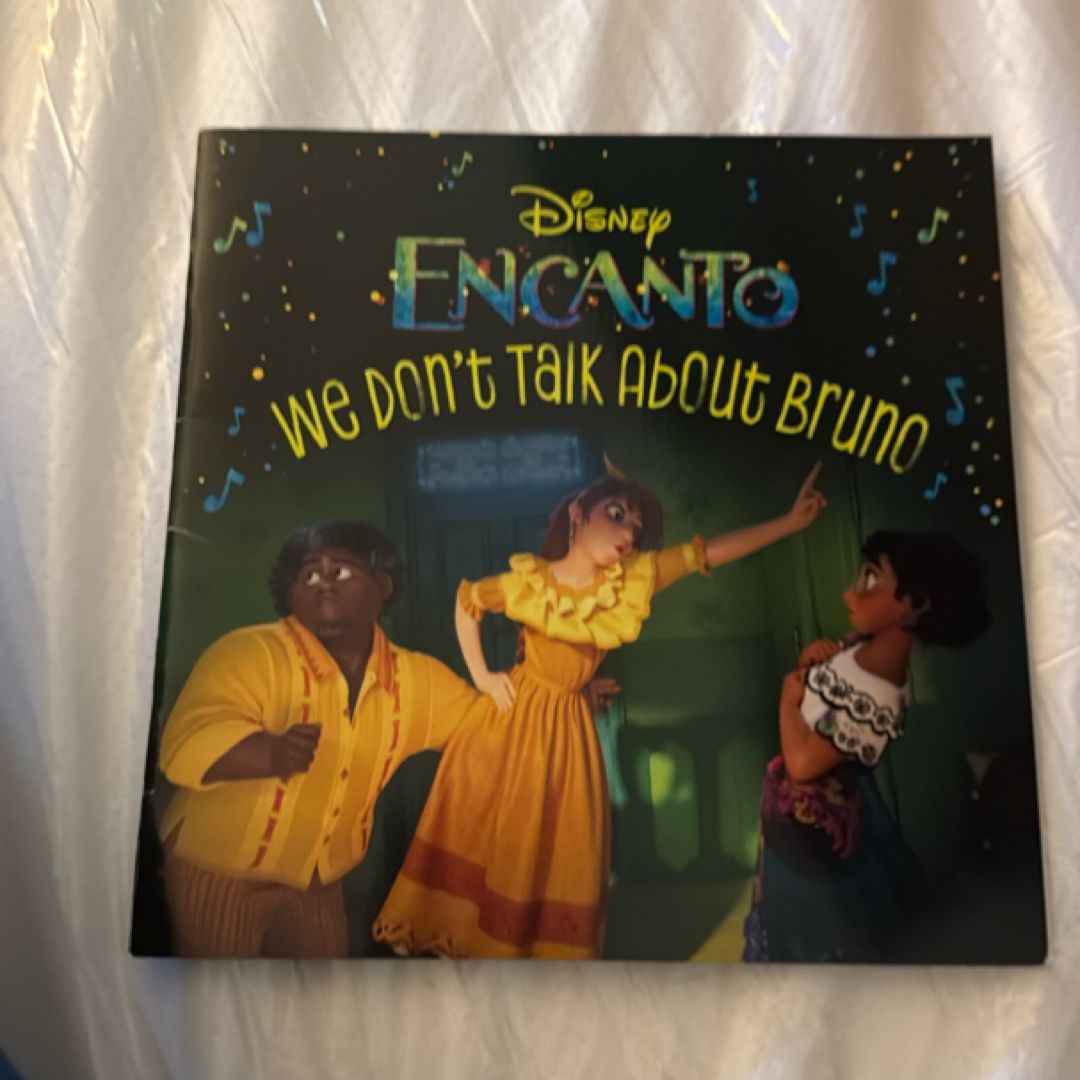 Disney
ENCANTO
We Don't Talk About Bruno